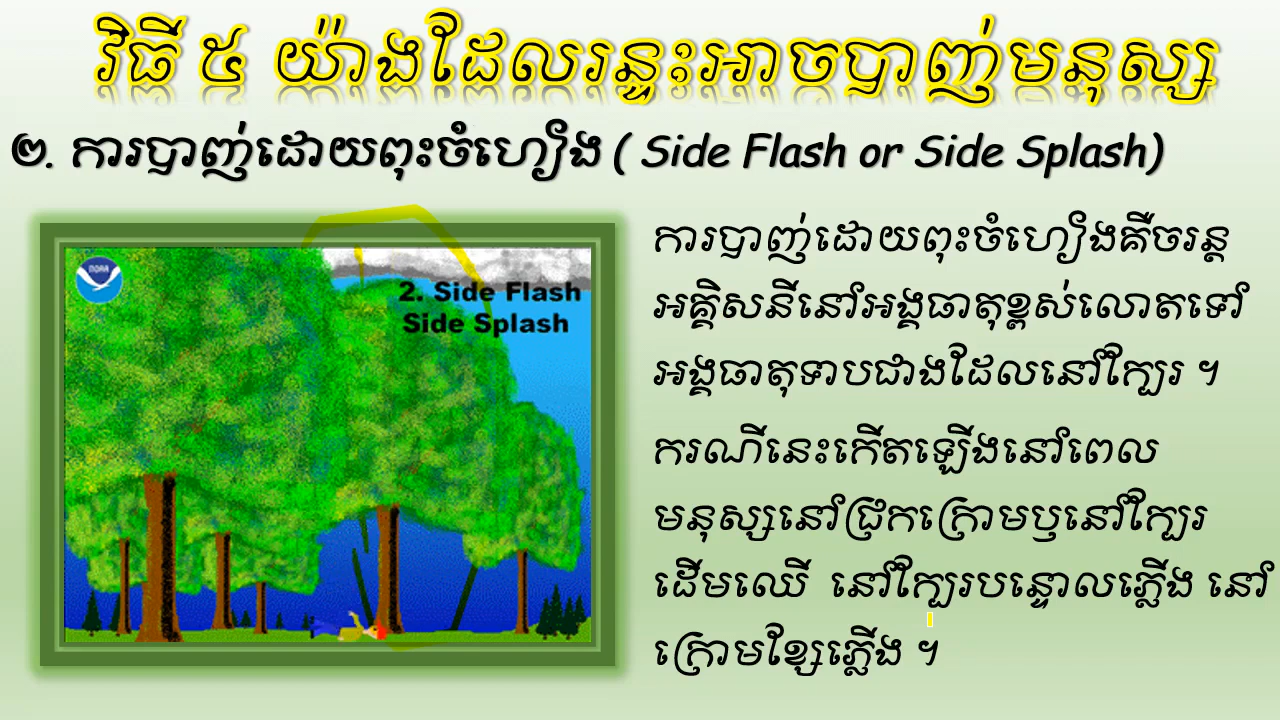 វិធី ៥ យ៉ាងដែលរន្ទះអាចបាញ់មនុស្ស
២. ការបាញ់ដោយពុះចំហៀង ( Side Flash or Side Splash)
NOAA
2. Side Flash
Side Splash
ការបាញ់ដោយពុះចំហៀងគឺចរន្ត
អគ្គិសនីនៅអង្គធាតុខ្ពស់លោតទៅ
អង្គធាតុទាបជាងដែលនៅក្បែរ ។
ករណីនេះកើតឡើងនៅពេល
មនុស្សនៅជ្រកក្រោមឬនៅក្បែរ
ដើមឈើ នៅក្បែរបន្ទោលភ្លើង នៅ
ក្រោមខ្សែភ្លើង ។